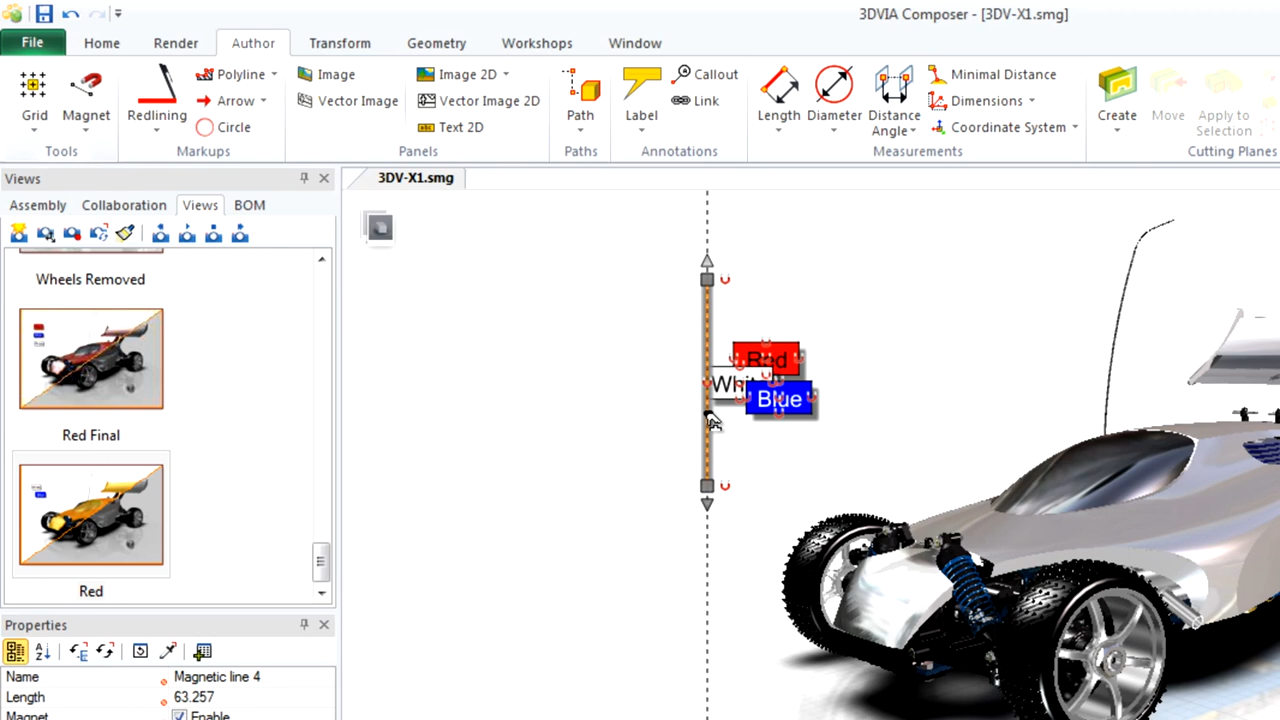 3DVIA Composer - [3DV-X1.smg]
File Home Render Author Transform Geometry Workshops Window
Grid Magnet Redlining Polyline Arrow Circle
Image Vector Image Image 2D Vector Image 2D Text 2D
Path Label Callout Link
Length Diameter Distance Angle Minimal Distance Dimensions Coordinate System
Create Move Apply to Selection
Tools Markups Panels Paths Annotations Measurements Cutting Planes
Views
3DV-X1.smg
Assembly Collaboration Views BOM
Wheels Removed
Red Final
Red
Red
Blue
Properties
Name Magnetic line 4
Length 63.257
Magnet Enable